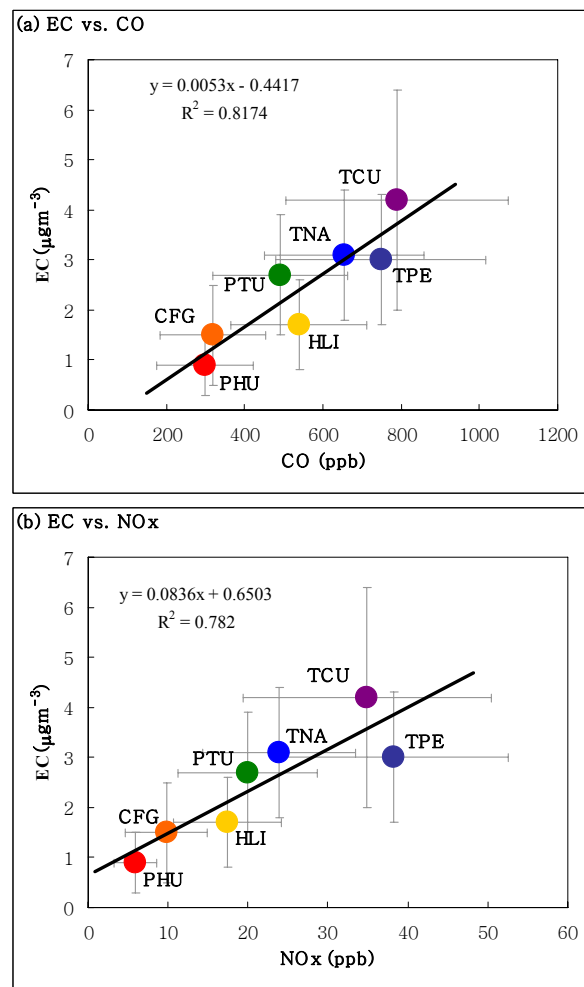 (a) EC vs. CO
y = 0.0053x - 0.4417
R² = 0.8174
7
6
5
4
3
2
1
0
EC (μgm⁻³)
TCU
TNA
TPE
PTU
CFG
HLI
PHU
0 200 400 600 800 1000 1200
CO (ppb)
(b) EC vs. NOx
y = 0.0836x + 0.6503
R² = 0.782
7
6
5
4
3
2
1
0
EC (μgm⁻³)
TCU
TNA
TPE
PTU
CFG
HLI
PHU
0 10 20 30 40 50 60
NOx (ppb)